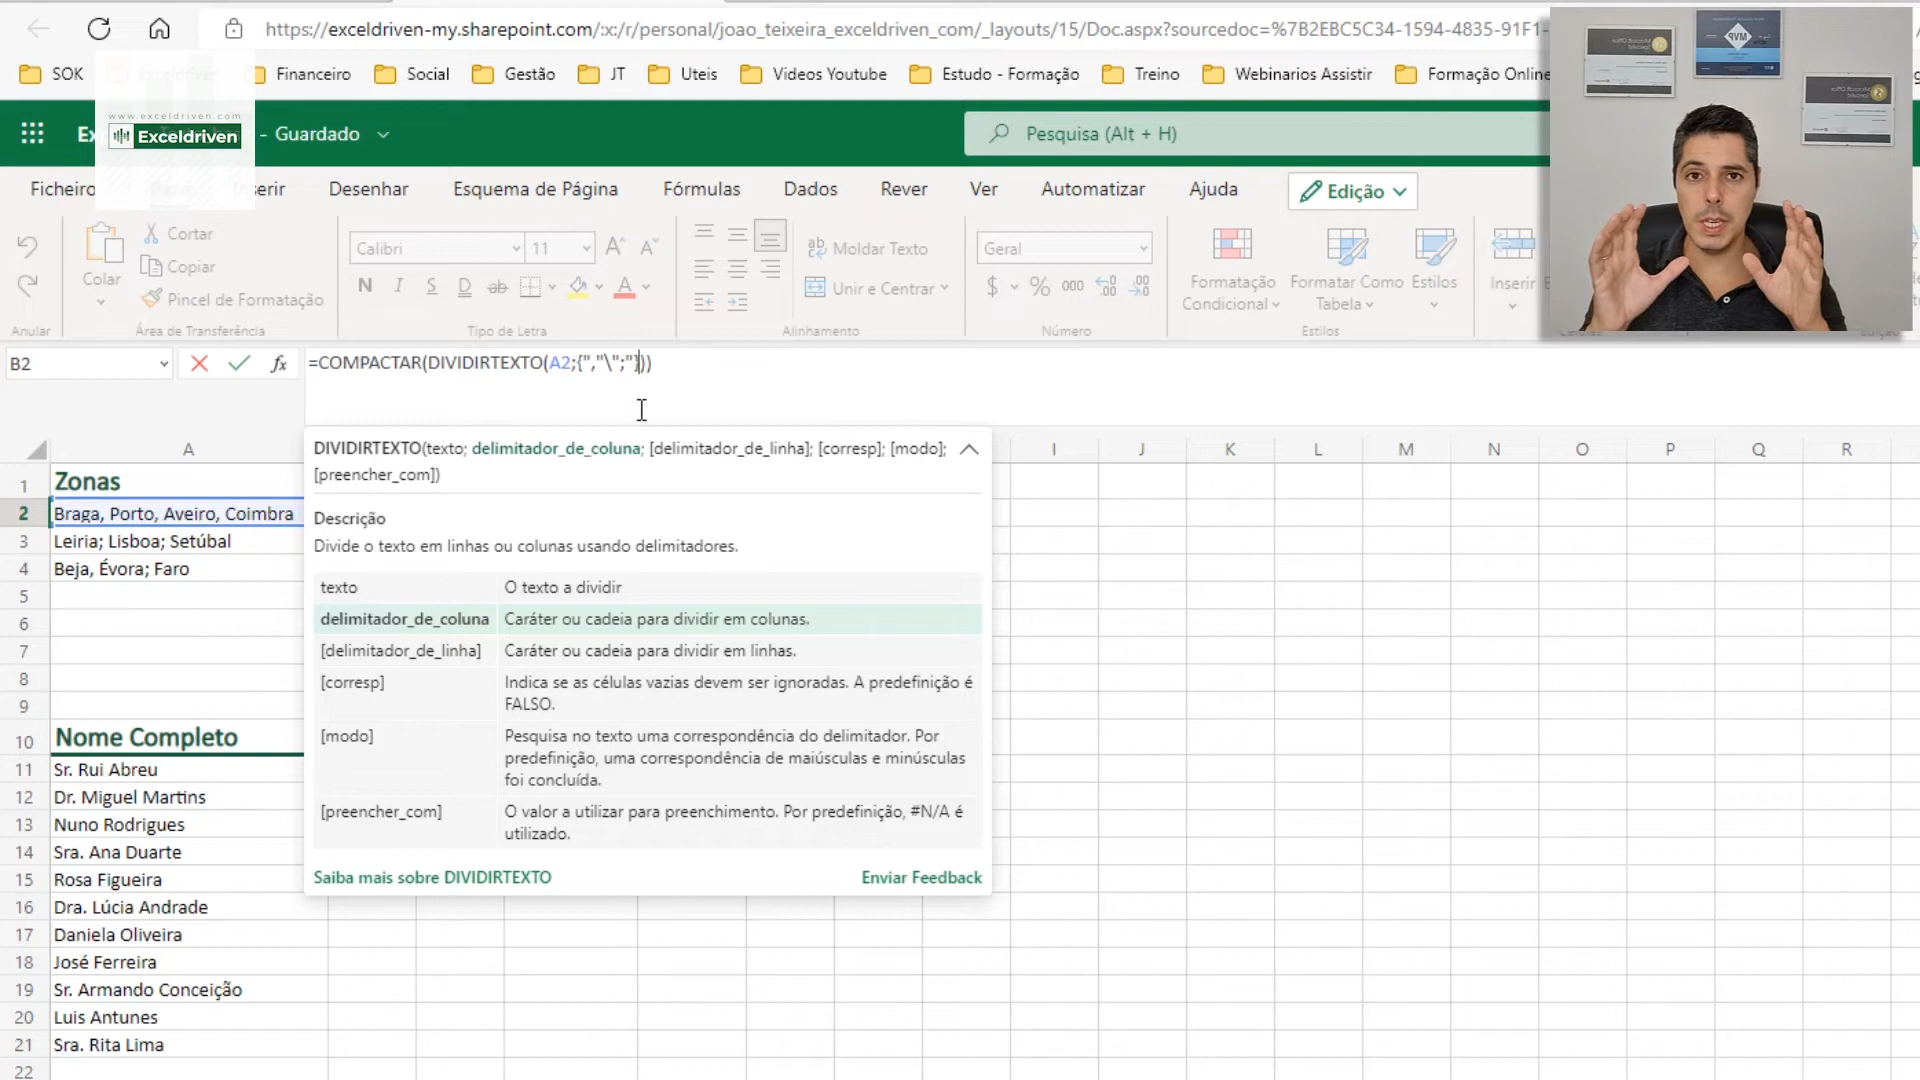 https://exceldriven-my.sharepoint.com/:x:/r/personal/joao_teixeira_exceldriven_com/_layouts/15/Doc.aspx?sourcedoc=%7B2EBC5C34-1594-4835-91F1-
SOK
Exceldriven
Financeiro
Social
Gestão
JT
Uteis
Videos Youtube
Estudo - Formação
Treino
Webinarios Assistir
Formação Online
www.exceldriven.com
Exceldriven
Ex
- Guardado
Pesquisa (Alt + H)
MVP
Ficheiro
Inserir
Desenhar
Esquema de Página
Fórmulas
Dados
Rever
Ver
Automatizar
Ajuda
Edição
Colar
Cortar
Copiar
Pincel de Formatação
Calibri
11
N I S D ab A
Moldar Texto
Unir e Centrar
Geral
$ % 000
Formatação Condicional
Formatar Como Tabela
Estilos
Inserir
Anular
Área de Transferência
Tipo de Letra
Alinhamento
Número
Estilos
B2
fx
=COMPACTAR(DIVIDIRTEXTO(A2;{","\";"}))
A I J K L M N O P Q R
DIVIDIRTEXTO(texto; delimitador_de_coluna; [delimitador_de_linha]; [corresp]; [modo];
[preencher_com])
Descrição
Divide o texto em linhas ou colunas usando delimitadores.
texto O texto a dividir
delimitador_de_coluna Caráter ou cadeia para dividir em colunas.
[delimitador_de_linha] Caráter ou cadeia para dividir em linhas.
[corresp] Indica se as células vazias devem ser ignoradas. A predefinição é
FALSO.
[modo] Pesquisa no texto uma correspondência do delimitador. Por
predefinição, uma correspondência de maiúsculas e minúsculas
foi concluída.
[preencher_com] O valor a utilizar para preenchimento. Por predefinição, #N/A é
utilizado.
Saiba mais sobre DIVIDIRTEXTO
Enviar Feedback
1 Zonas
2 Braga, Porto, Aveiro, Coimbra
3 Leiria; Lisboa; Setúbal
4 Beja, Évora; Faro
5
6
7
8
9
10 Nome Completo
11 Sr. Rui Abreu
12 Dr. Miguel Martins
13 Nuno Rodrigues
14 Sra. Ana Duarte
15 Rosa Figueira
16 Dra. Lúcia Andrade
17 Daniela Oliveira
18 José Ferreira
19 Sr. Armando Conceição
20 Luis Antunes
21 Sra. Rita Lima
22